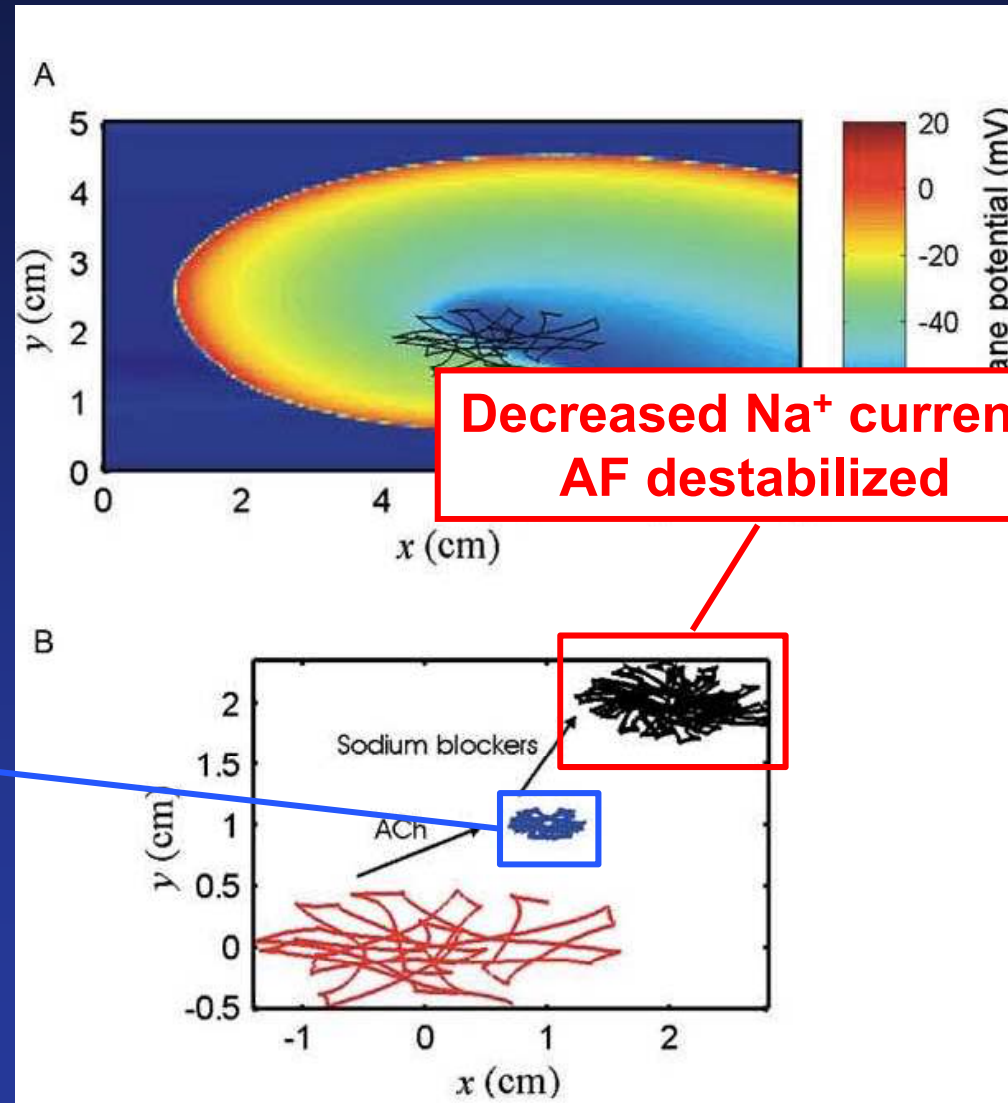 A
5
4
3
2
1
0
y (cm)
0
2
4
x (cm)
20
0
-20
-40
potential (mV)
Decreased Na⁺
AF destabilized
B
2
1.5
1
0.5
0
-0.5
y (cm)
Sodium blockers
ACh
-1
0
1
2
x (cm)